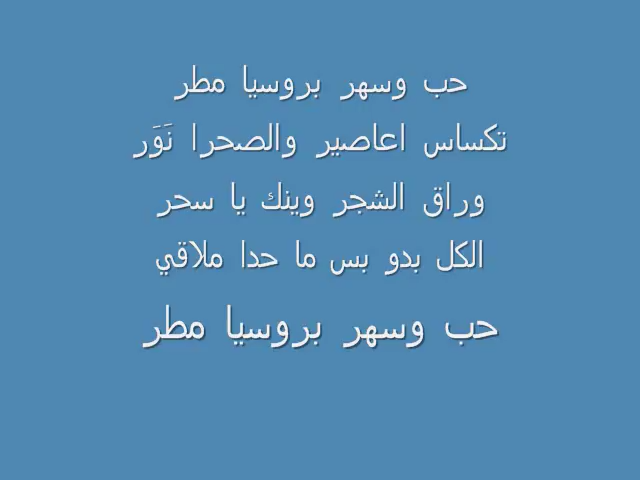 حب وسهر بروسيا مطر
تكساس اعاصير والصحرا نَوَر
وراق الشجر وينك يا سحر
الكل بدو بس ما حدا ملاقي
حب وسهر بروسيا مطر